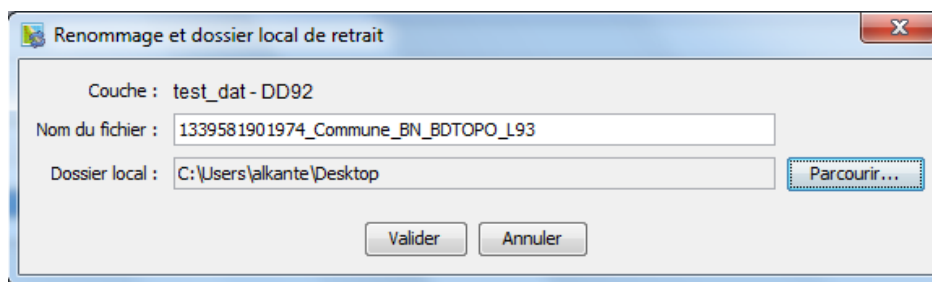 Renommage et dossier local de retrait
Couche : test_dat - DD92
Nom du fichier : 1339581901974_Commune_BN_BDTOPO_L93
Dossier local : C:\Users\alkante\Desktop Parcourir...
Valider Annuler